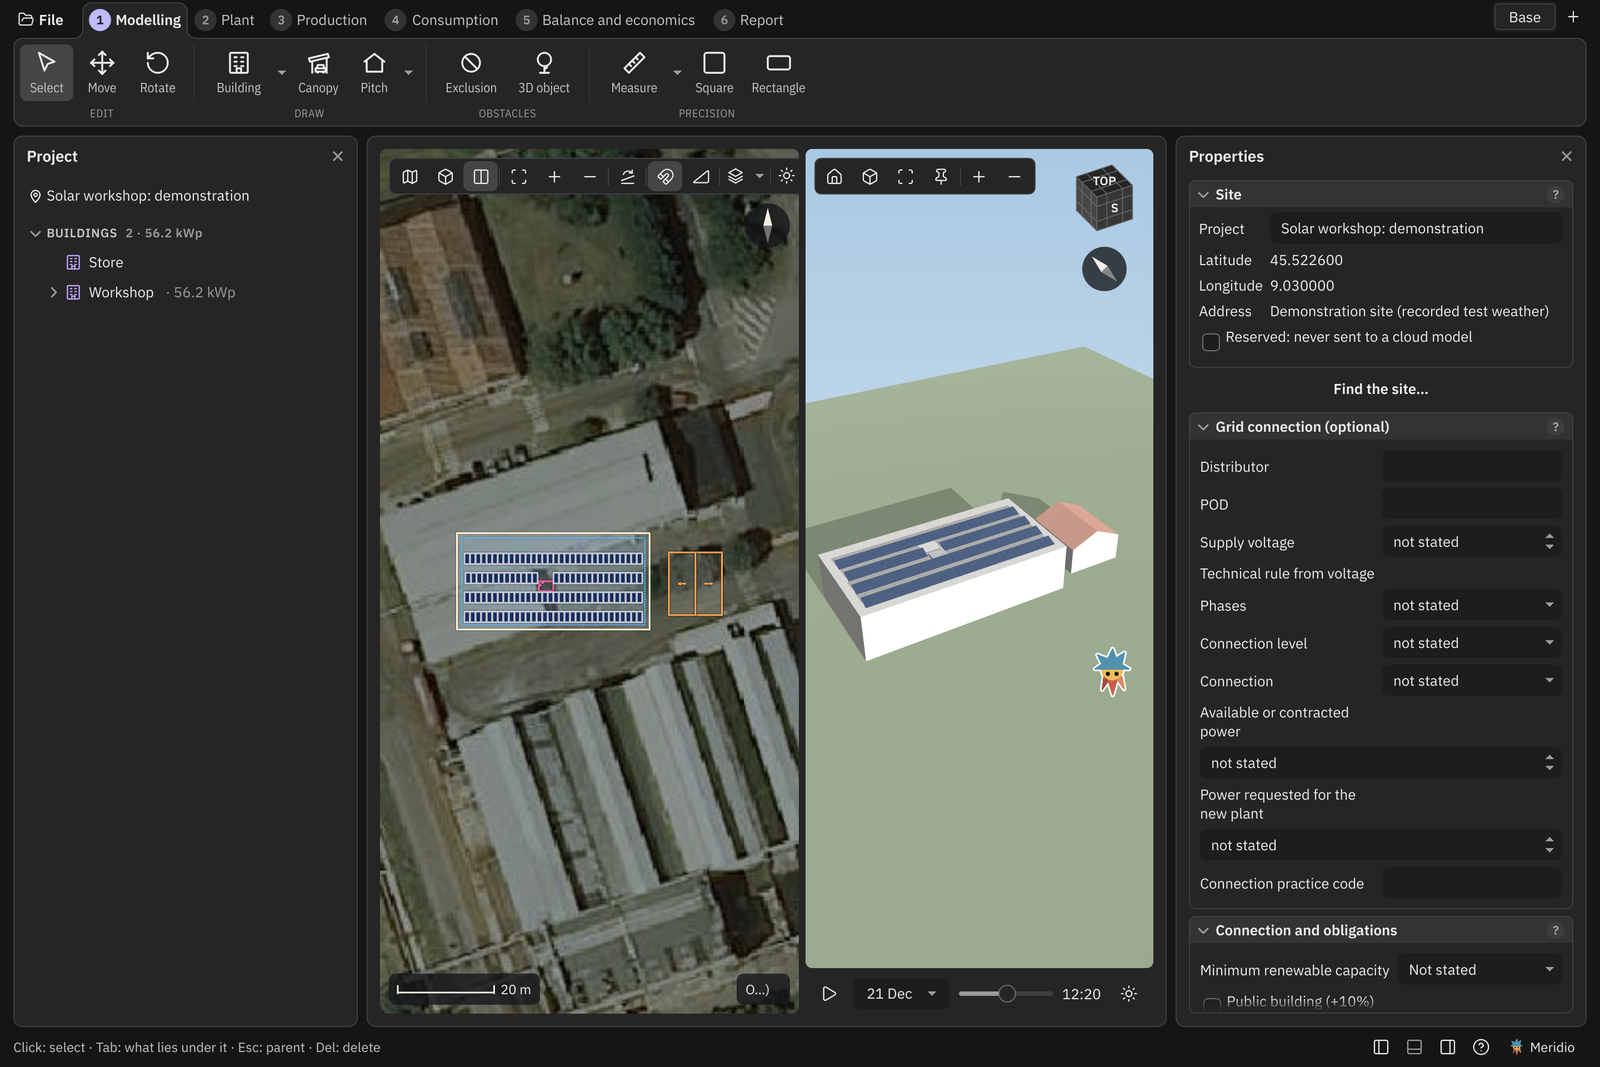 File
1 Modelling
2 Plant
3 Production
4 Consumption
5 Balance and economics
6 Report
Base
Select
Move
Rotate
Building
Canopy
Pitch
Exclusion
3D object
Measure
Square
Rectangle
EDIT
DRAW
OBSTACLES
PRECISION
Project
Solar workshop: demonstration
BUILDINGS 2 · 56.2 kWp
Store
Workshop · 56.2 kWp
20 m
O...)
TOP
S
21 Dec
12:20
Properties
Site
?
Project Solar workshop: demonstration
Latitude 45.522600
Longitude 9.030000
Address Demonstration site (recorded test weather)
Reserved: never sent to a cloud model
Find the site...
Grid connection (optional)
?
Distributor
POD
Supply voltage not stated
Technical rule from voltage
Phases not stated
Connection level not stated
Connection not stated
Available or contracted
power
not stated
Power requested for the
new plant
not stated
Connection practice code
Connection and obligations
?
Minimum renewable capacity Not stated
Public building (+10%)
Click: select · Tab: what lies under it · Esc: parent · Del: delete
Meridio